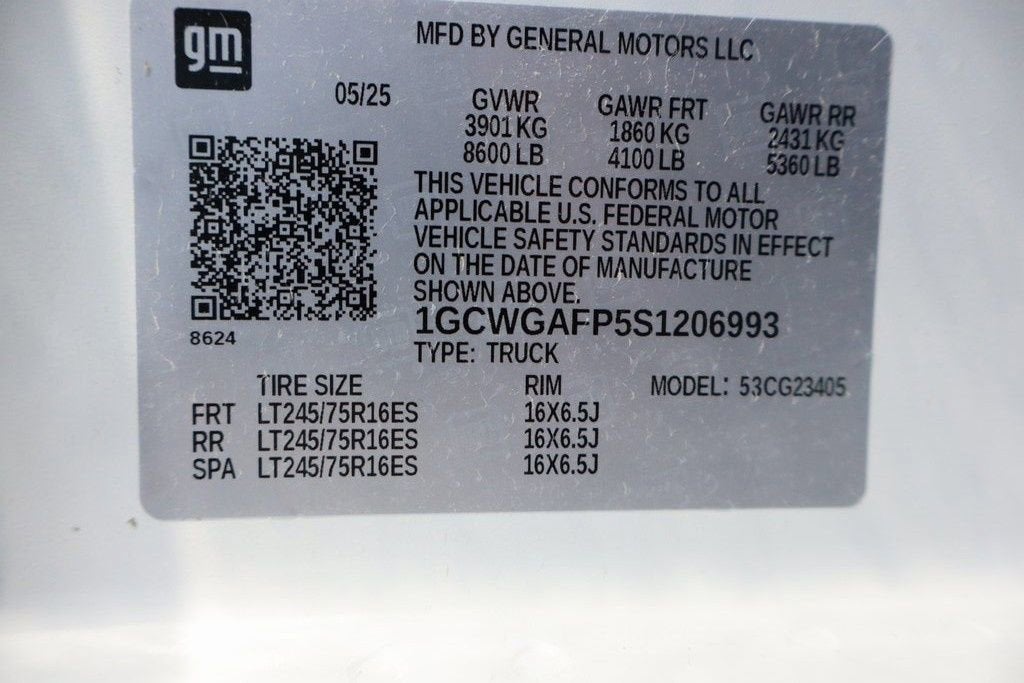 gm
MFD BY GENERAL MOTORS LLC
05/25
GVWR GAWR FRT GAWR RR
3901 KG 1860 KG 2431 KG
8600 LB 4100 LB 5360 LB
THIS VEHICLE CONFORMS TO ALL
APPLICABLE U.S. FEDERAL MOTOR
VEHICLE SAFETY STANDARDS IN EFFECT
ON THE DATE OF MANUFACTURE
SHOWN ABOVE.
8624
1GCWGAFP5S1206993
TYPE: TRUCK
TIRE SIZE RIM MODEL: 53CG23405
FRT LT245/75R16ES 16X6.5J
RR LT245/75R16ES 16X6.5J
SPA LT245/75R16ES 16X6.5J